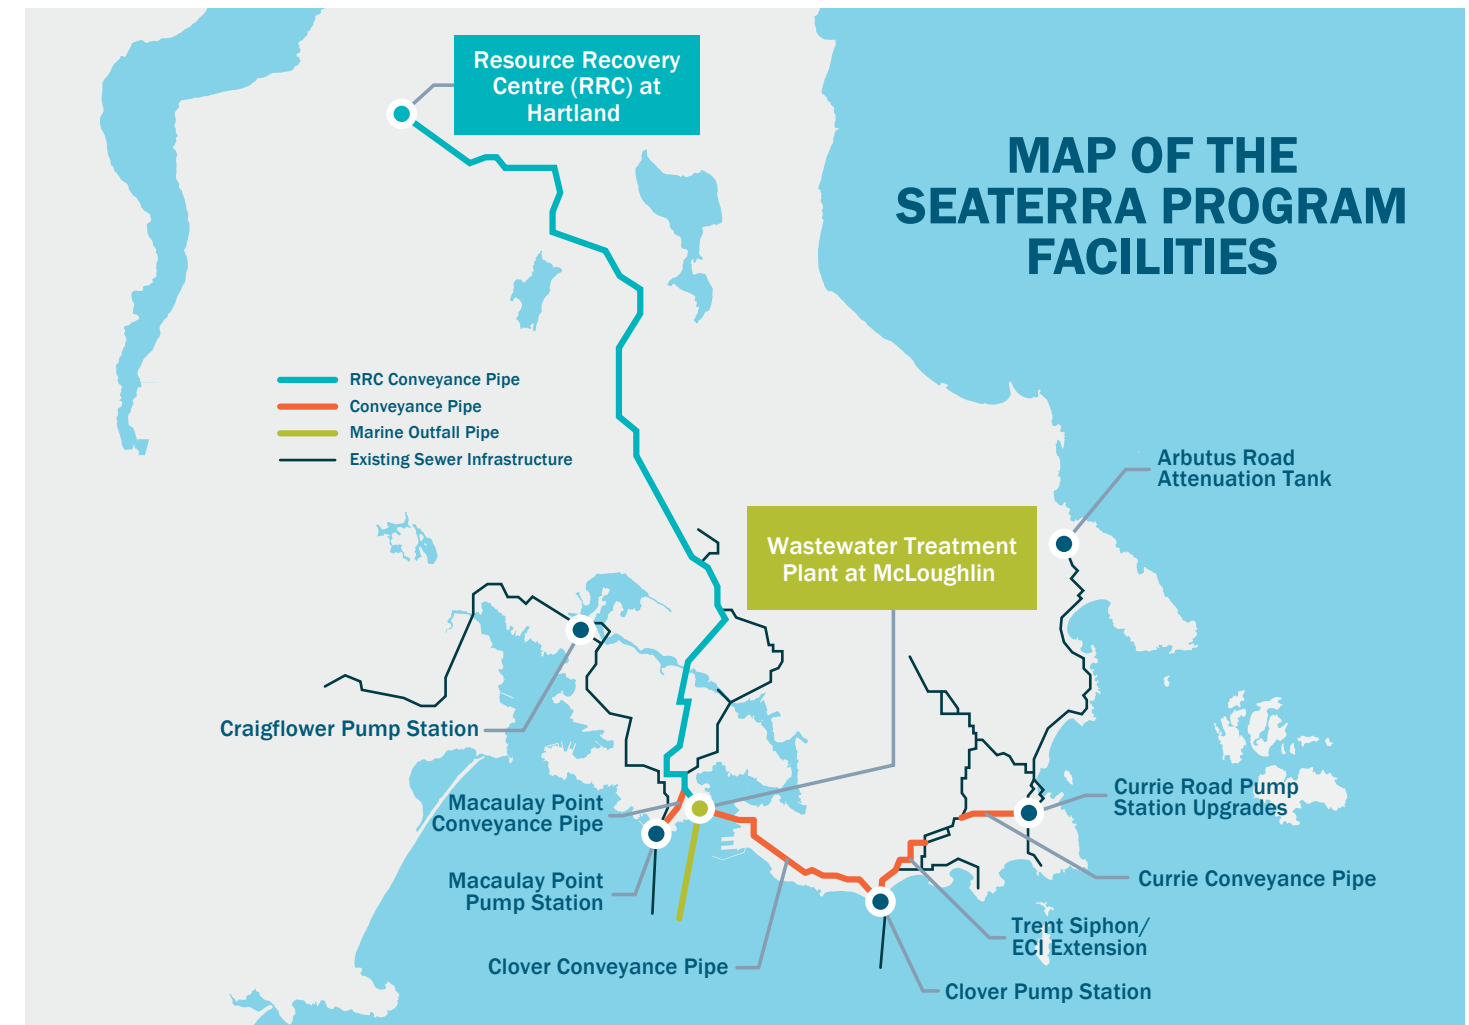 Resource Recovery
Centre (RRC) at
Hartland
MAP OF THE
SEATERRA PROGRAM
FACILITIES
RRC Conveyance Pipe
Conveyance Pipe
Marine Outfall Pipe
Existing Sewer Infrastructure
Arbutus Road
Attenuation Tank
Wastewater Treatment
Plant at McLoughlin
Craigflower Pump Station
Macaulay Point
Conveyance Pipe
Currie Road Pump
Station Upgrades
Macaulay Point
Pump Station
Currie Conveyance Pipe
Trent Siphon/
ECI Extension
Clover Conveyance Pipe
Clover Pump Station